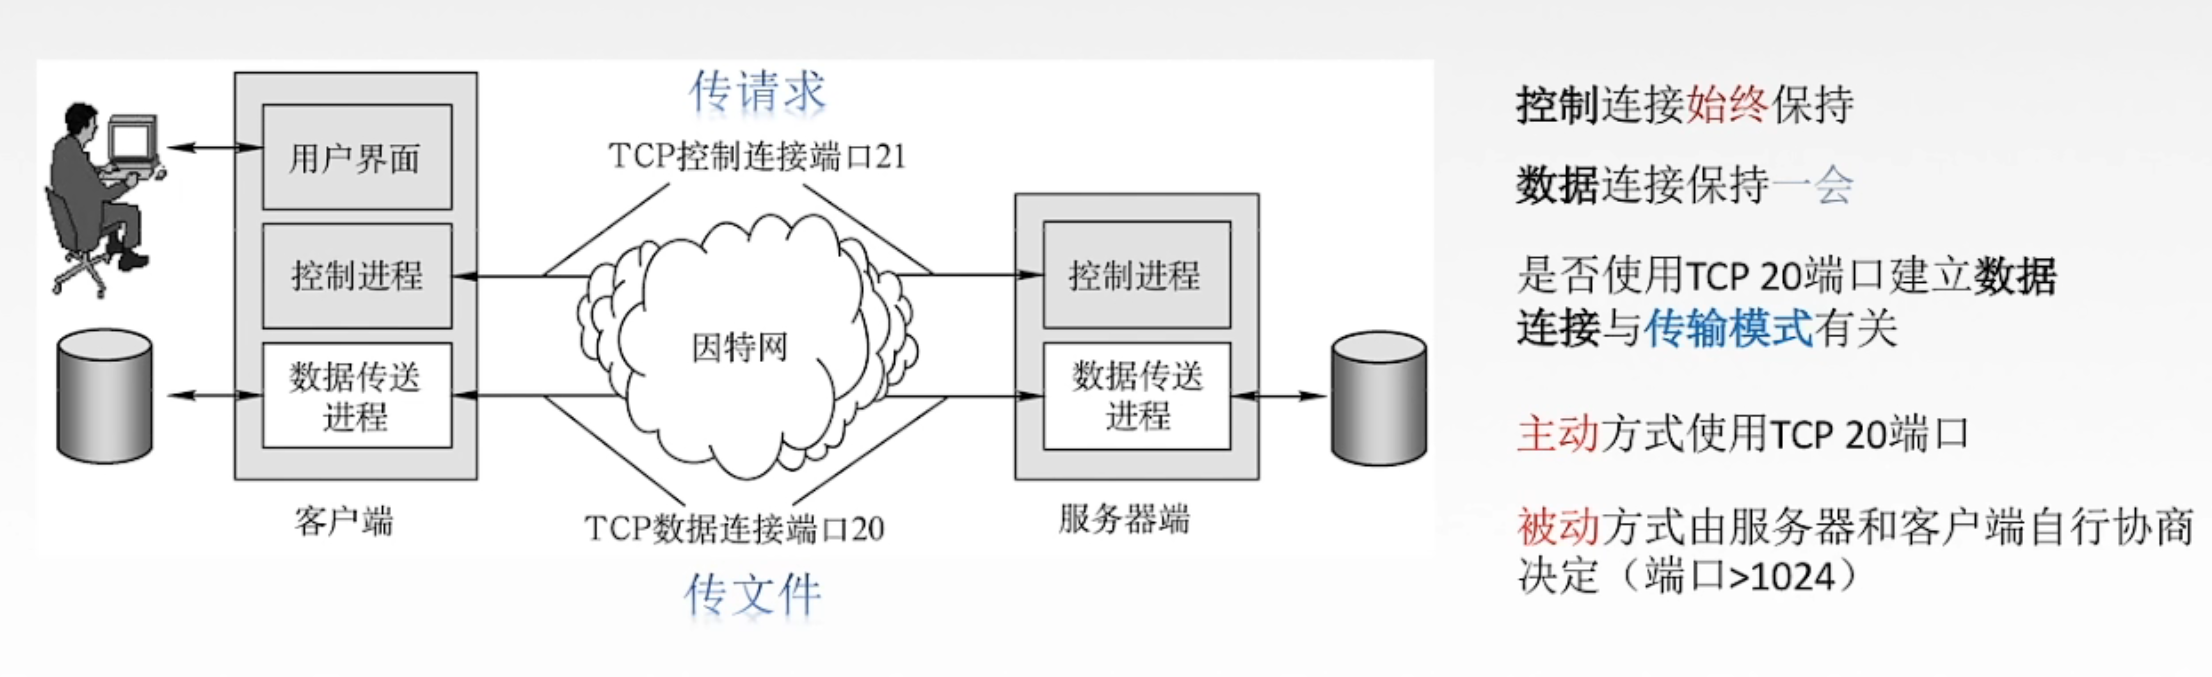 传请求
TCP控制连接端口21
用户界面
控制进程
数据传送
进程
客户端
因特网
控制进程
数据传送
进程
服务器端
TCP数据连接端口20
传文件
控制连接始终保持
数据连接保持一会
是否使用TCP 20端口建立数据
连接与传输模式有关
主动方式使用TCP 20端口
被动方式由服务器和客户端自行协商
决定（端口>1024）